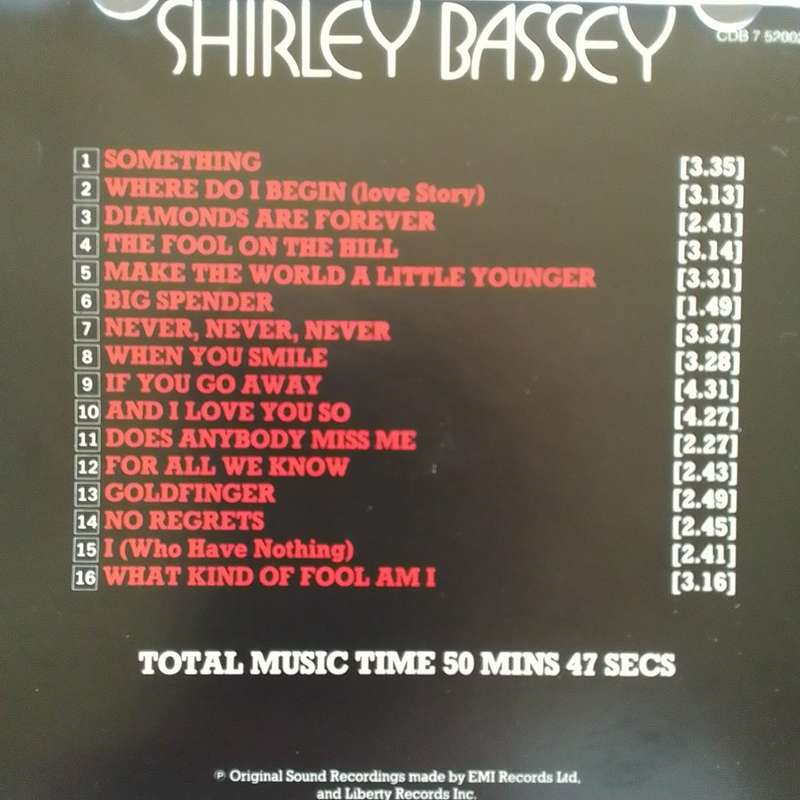 SHIRLEY BASSEY
CDB 7 52003
1 SOMETHING [3.35]
2 WHERE DO I BEGIN (love Story) [3.13]
3 DIAMONDS ARE FOREVER [2.41]
4 THE FOOL ON THE HILL [3.14]
5 MAKE THE WORLD A LITTLE YOUNGER [3.31]
6 BIG SPENDER [1.49]
7 NEVER, NEVER, NEVER [3.37]
8 WHEN YOU SMILE [3.28]
9 IF YOU GO AWAY [4.31]
10 AND I LOVE YOU SO [4.27]
11 DOES ANYBODY MISS ME [2.27]
12 FOR ALL WE KNOW [2.43]
13 GOLDFINGER [2.49]
14 NO REGRETS [2.45]
15 I (Who Have Nothing) [2.41]
16 WHAT KIND OF FOOL AM I [3.16]
TOTAL MUSIC TIME 50 MINS 47 SECS
℗ Original Sound Recordings made by EMI Records Ltd,
and Liberty Records Inc.